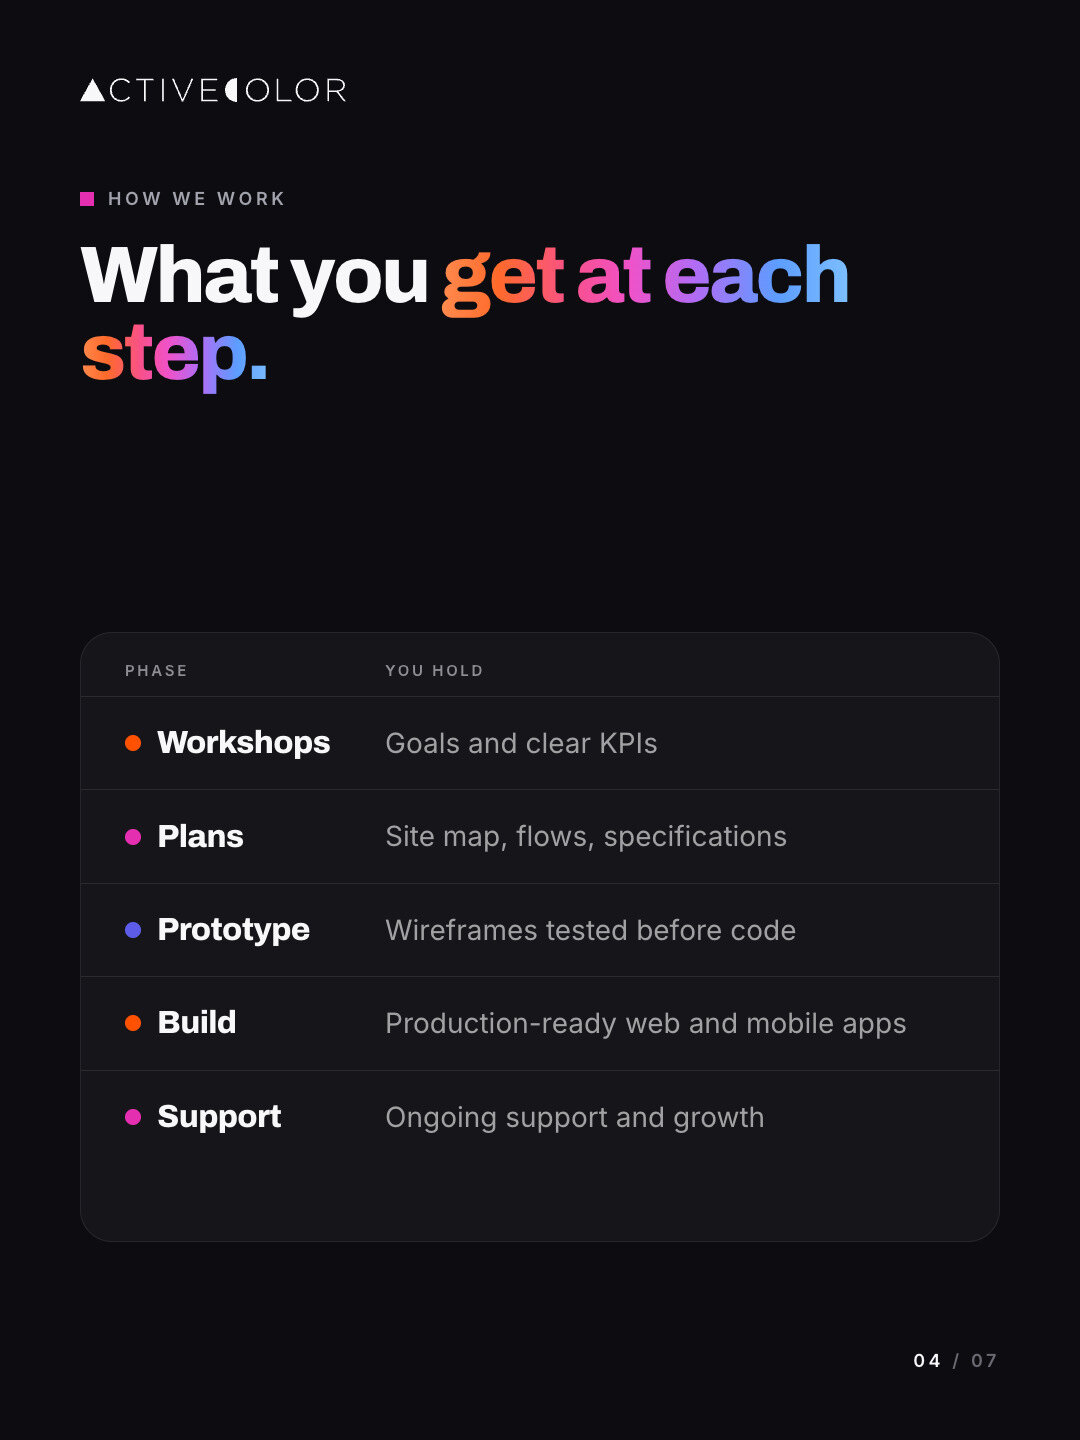 ACTIVECOLOR
HOW WE WORK
What you get at each
step.
PHASE YOU HOLD
Workshops Goals and clear KPIs
Plans Site map, flows, specifications
Prototype Wireframes tested before code
Build Production-ready web and mobile apps
Support Ongoing support and growth
04 / 07